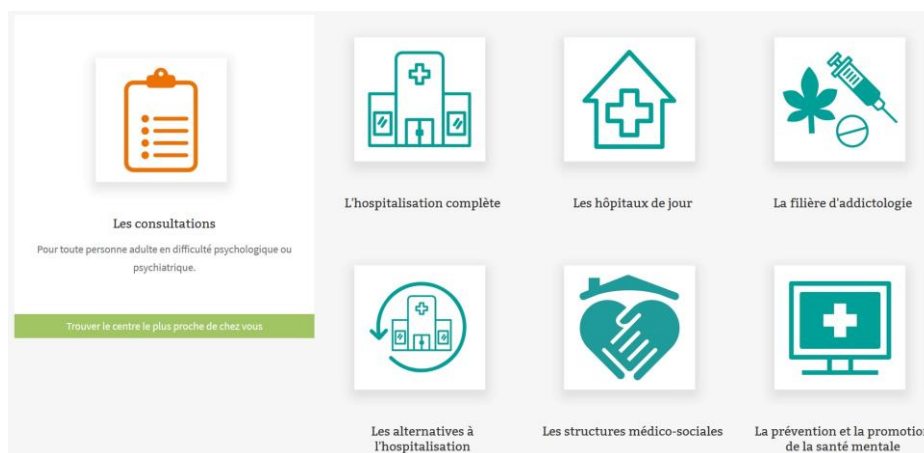 Les consultations
Pour toute personne adulte en difficulté psychologique ou
psychiatrique.
Trouver le centre le plus proche de chez vous
L'hospitalisation complète
Les hôpitaux de jour
La filière d'addictologie
Les alternatives à
l'hospitalisation
Les structures médico-sociales
La prévention et la promotion
de la santé mentale